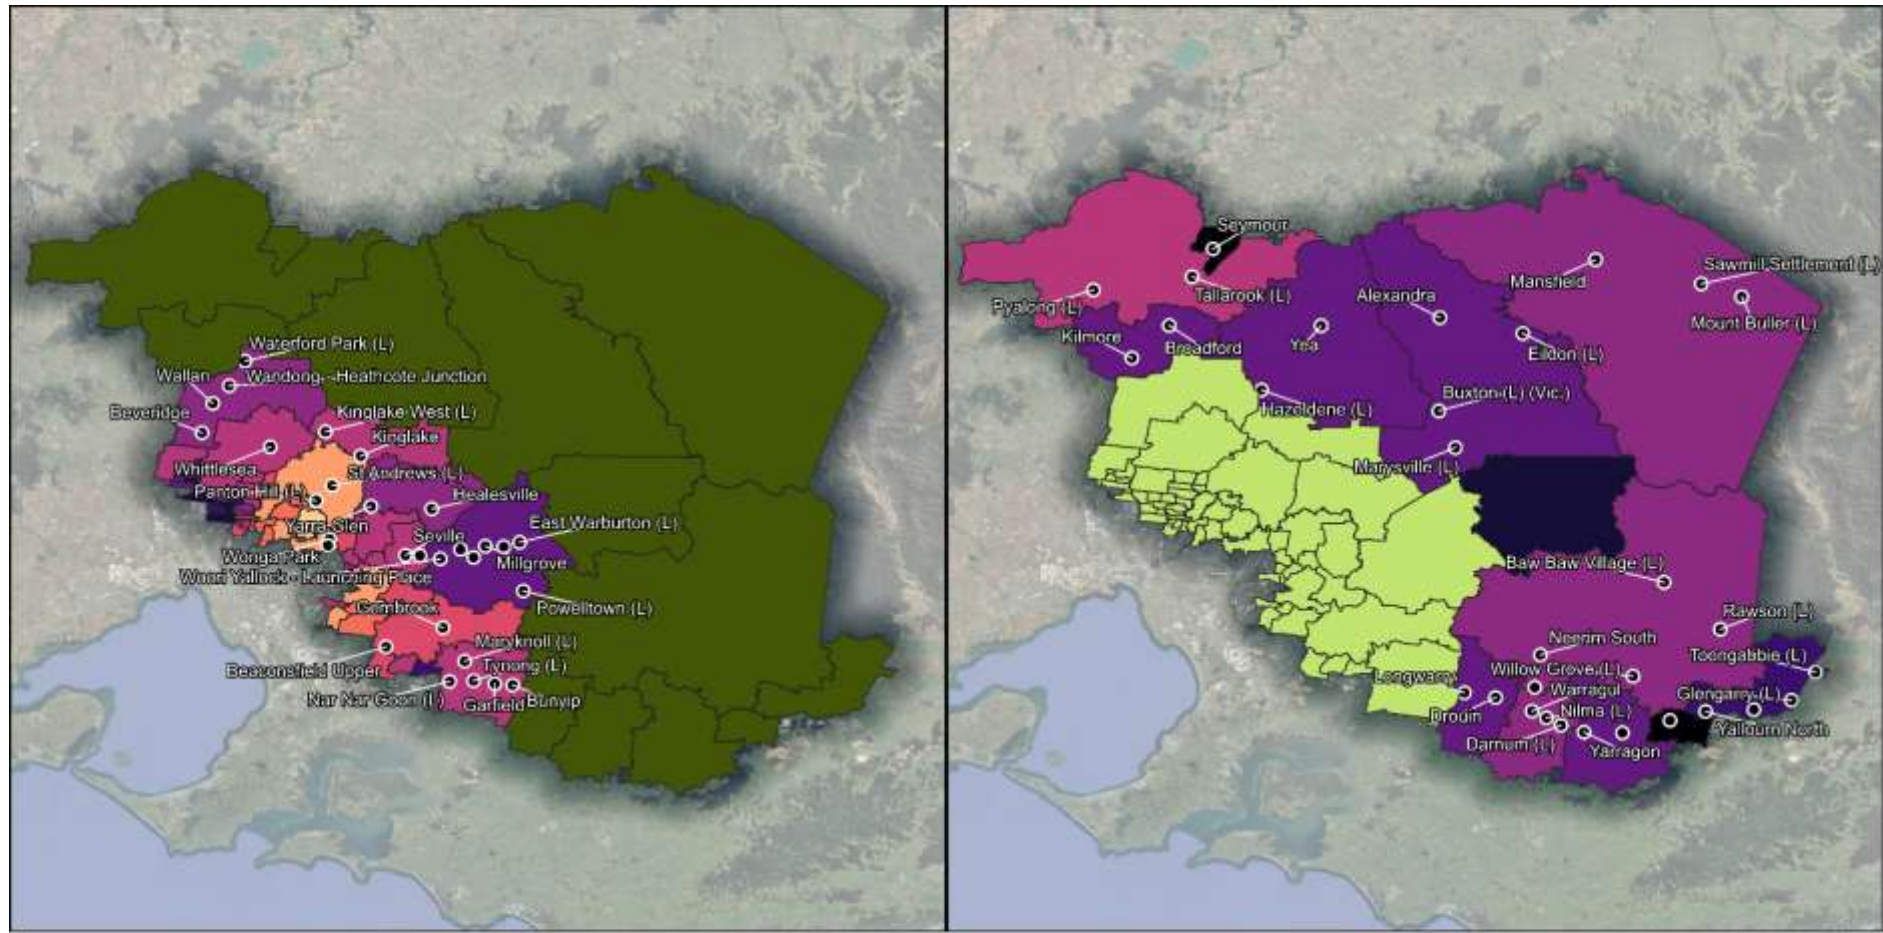 Waterford Park (L)
Wallan
Wandong - Heathcote Junction
Beveridge
Kinglake West (L)
Kinglake
Whittlesea
St Andrews (L)
Panton Hill (L)
Healesville
Yarra Glen
Seville
East Warburton (L)
Wonga Park
Millgrove
Woori Yallock - Launching Place
Gembrook
Powelltown (L)
Maryknoll (L)
Beaconsfield Upper
Tynong (L)
Nar Nar Goon (L)
Garfield
Bunyip
Seymour
Sawmill Settlement (L)
Mansfield
Pyalong (L)
Tallarook (L)
Alexandra
Mount Buller (L)
Kilmore
Broadford
Yea
Eildon (L)
Buxton (L) (Vic.)
Hazeldene (L)
Marysville (L)
Baw Baw Village (L)
Rawson (L)
Neerim South
Toongabbie (L)
Longwarry
Willow Grove (L)
Warragul
Glengarry (L)
Drouin
Nilma (L)
Yallourn North
Darnum (L)
Yarragon